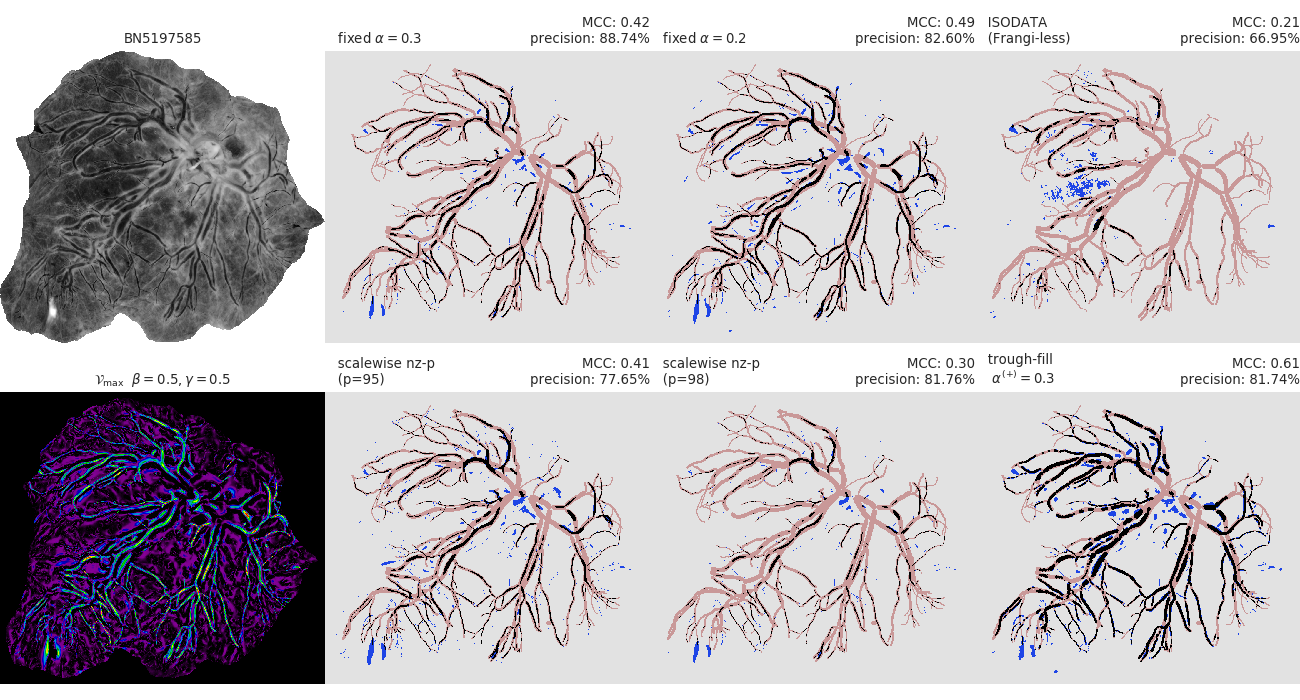 BN5197585
fixed α = 0.3
MCC: 0.42
precision: 88.74%
fixed α = 0.2
MCC: 0.49
precision: 82.60%
ISODATA
(Frangi-less)
MCC: 0.21
precision: 66.95%
𝒱max β = 0.5, γ = 0.5
scalewise nz-p
(p=95)
MCC: 0.41
precision: 77.65%
scalewise nz-p
(p=98)
MCC: 0.30
precision: 81.76%
trough-fill
α(+) = 0.3
MCC: 0.61
precision: 81.74%